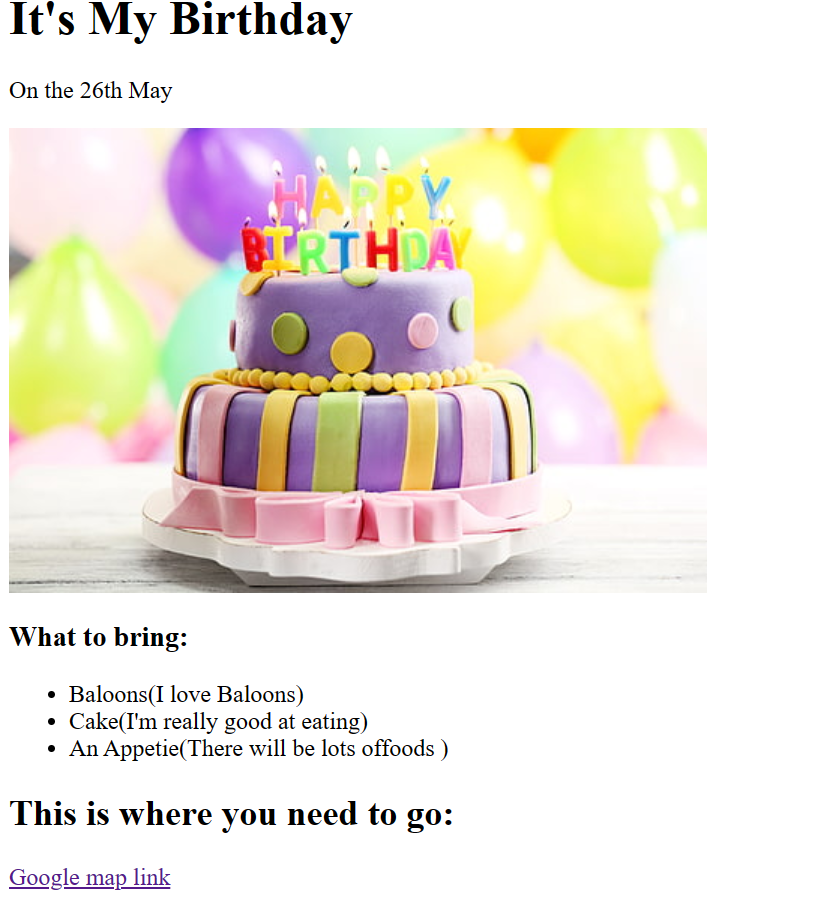 It's My Birthday
On the 26th May
HAPPY
BIRTHDAY
What to bring:
Baloons(I love Baloons)
Cake(I'm really good at eating)
An Appetie(There will be lots offoods )
This is where you need to go:
Google map link